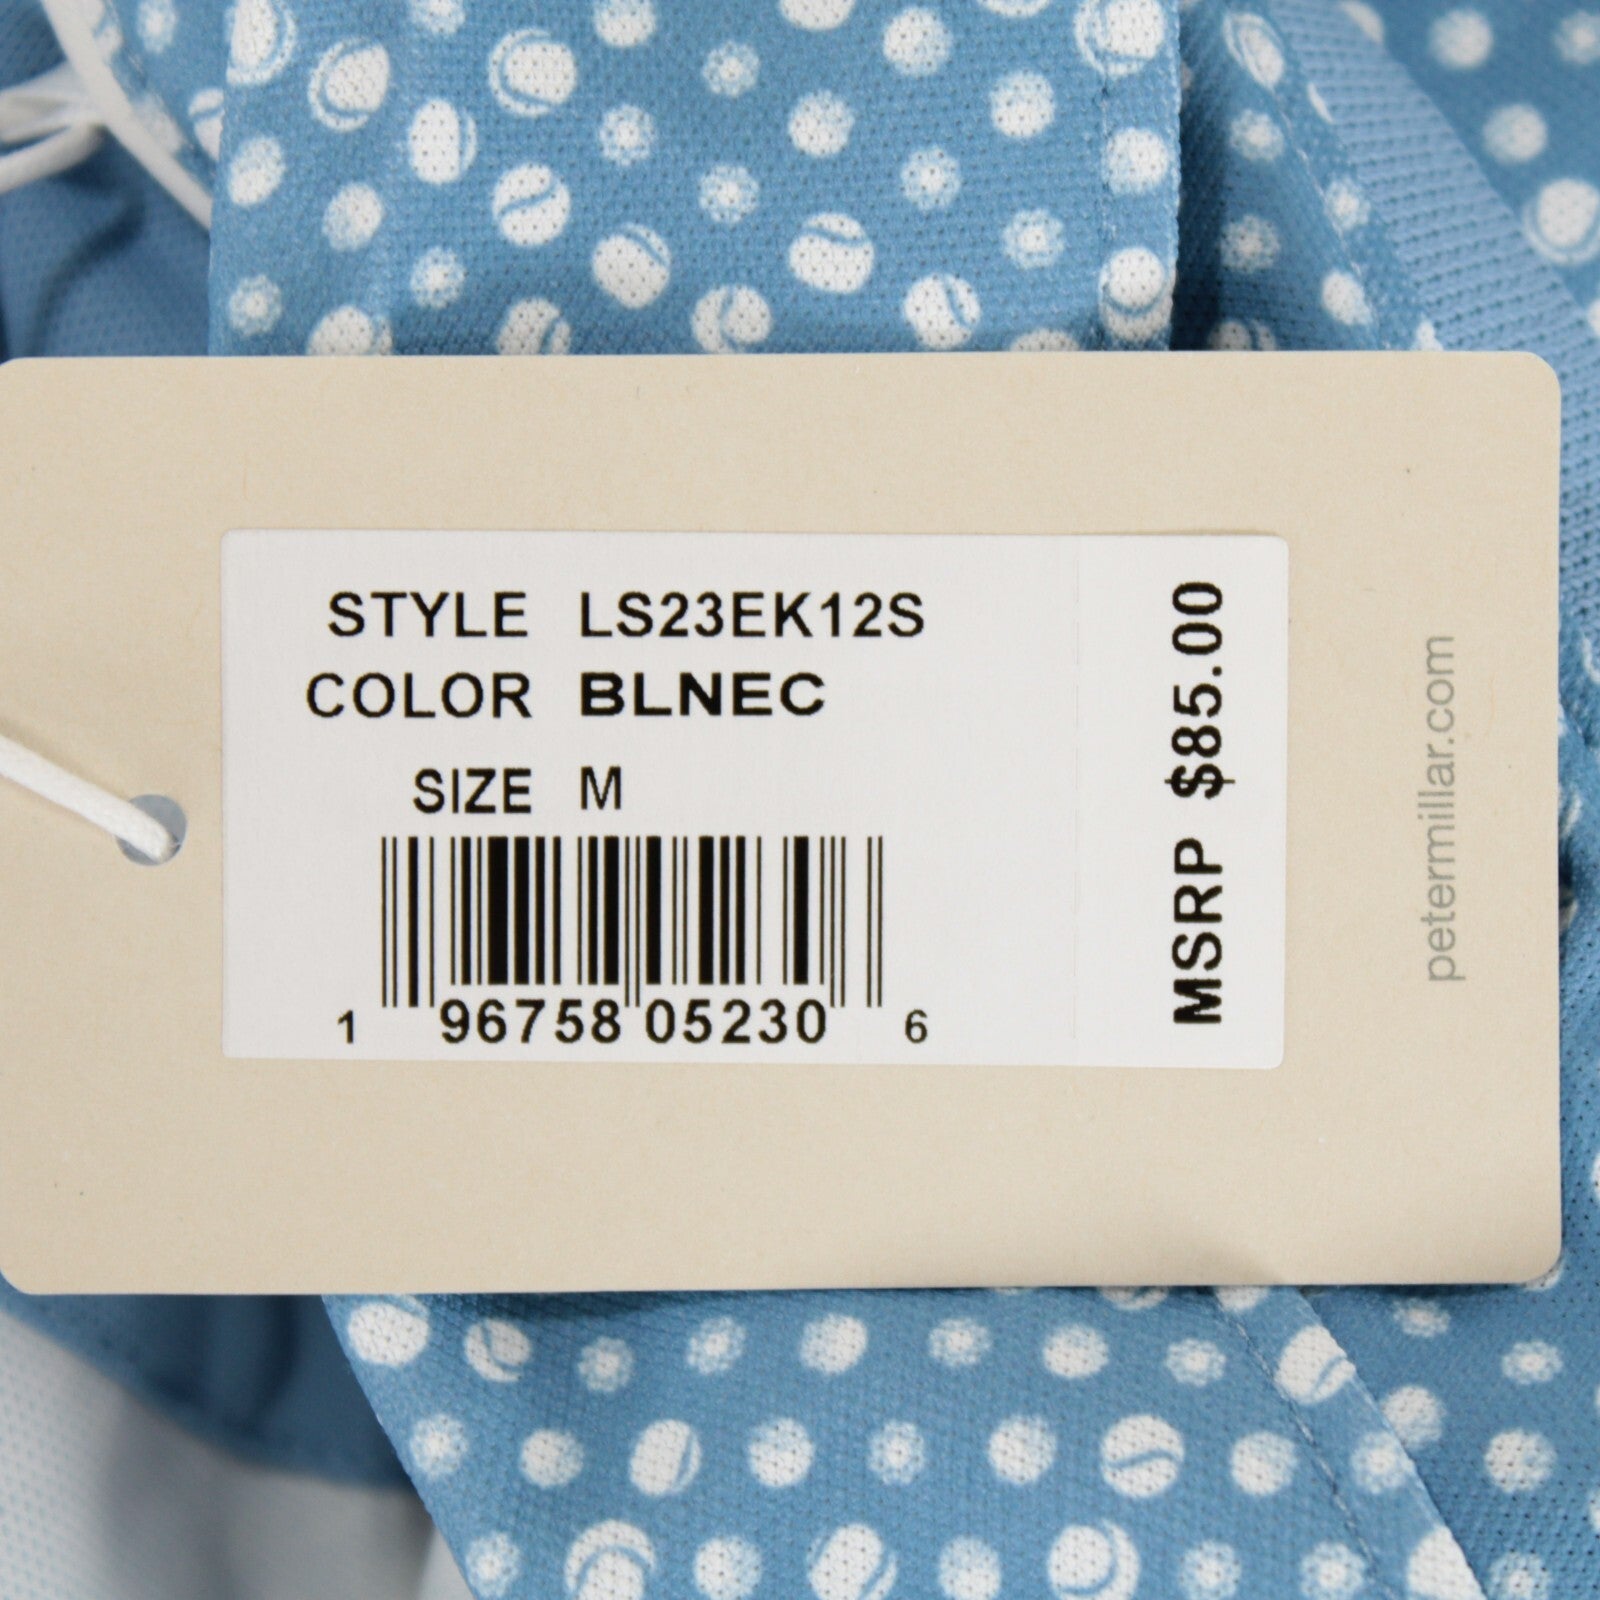 STYLE LS23EK12S
COLOR BLNEC
SIZE M
1 96758 05230 6
MSRP $85.00
petermillar.com